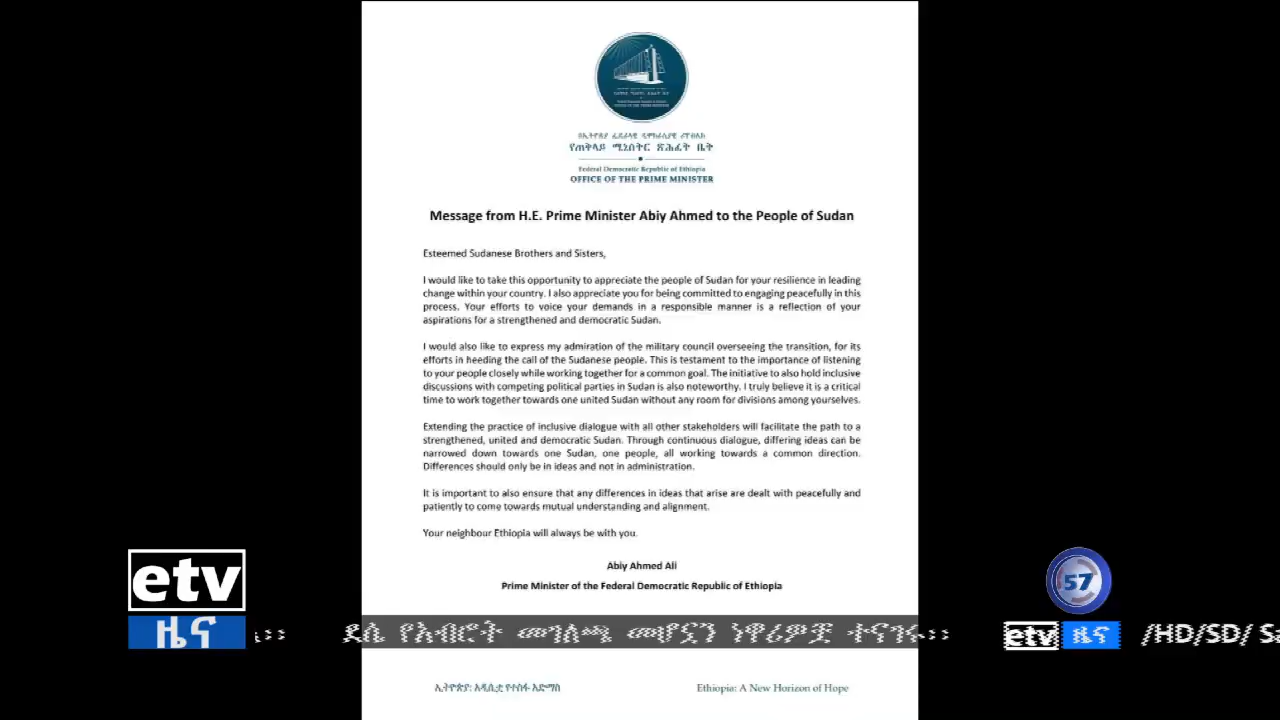 በኢትዮጵያ ፌዴራላዊ ዲሞክራሲያዊ ሪፐብሊክ
የጠቅላይ ሚኒስትር ጽሕፈት ቤት
Federal Democratic Republic of Ethiopia
OFFICE OF THE PRIME MINISTER
Message from H.E. Prime Minister Abiy Ahmed to the People of Sudan
Esteemed Sudanese Brothers and Sisters,
I would like to take this opportunity to appreciate the people of Sudan for your resilience in leading
change within your country. I also appreciate you for being committed to engaging peacefully in this
process. Your efforts to voice your demands in a responsible manner is a reflection of your
aspirations for a strengthened and democratic Sudan.
I would also like to express my admiration of the military council overseeing the transition, for its
efforts in heeding the call of the Sudanese people. This is testament to the importance of listening
to your people closely while working together for a common goal. The initiative to also hold inclusive
discussions with competing political parties in Sudan is also noteworthy. I truly believe it is a critical
time to work together towards one united Sudan without any room for divisions among yourselves.
Extending the practice of inclusive dialogue with all other stakeholders will facilitate the path to a
strengthened, united and democratic Sudan. Through continuous dialogue, differing ideas can be
narrowed down towards one Sudan, one people, all working towards a common direction.
Differences should only be in ideas and not in administration.
It is important to also ensure that any differences in ideas that arise are dealt with peacefully and
patiently to come towards mutual understanding and alignment.
Your neighbour Ethiopia will always be with you.
Abiy Ahmed Ali
Prime Minister of the Federal Democratic Republic of Ethiopia
etv
ዜና
57
ደሴ የአብሮት መገለጫ መሆኗን ነዋሪዎቿ ተናገሩ።
etv ዜና /HD/SD/
ኢትዮጵያ: አዲሲቷ የተስፋ አድማስ
Ethiopia: A New Horizon of Hope